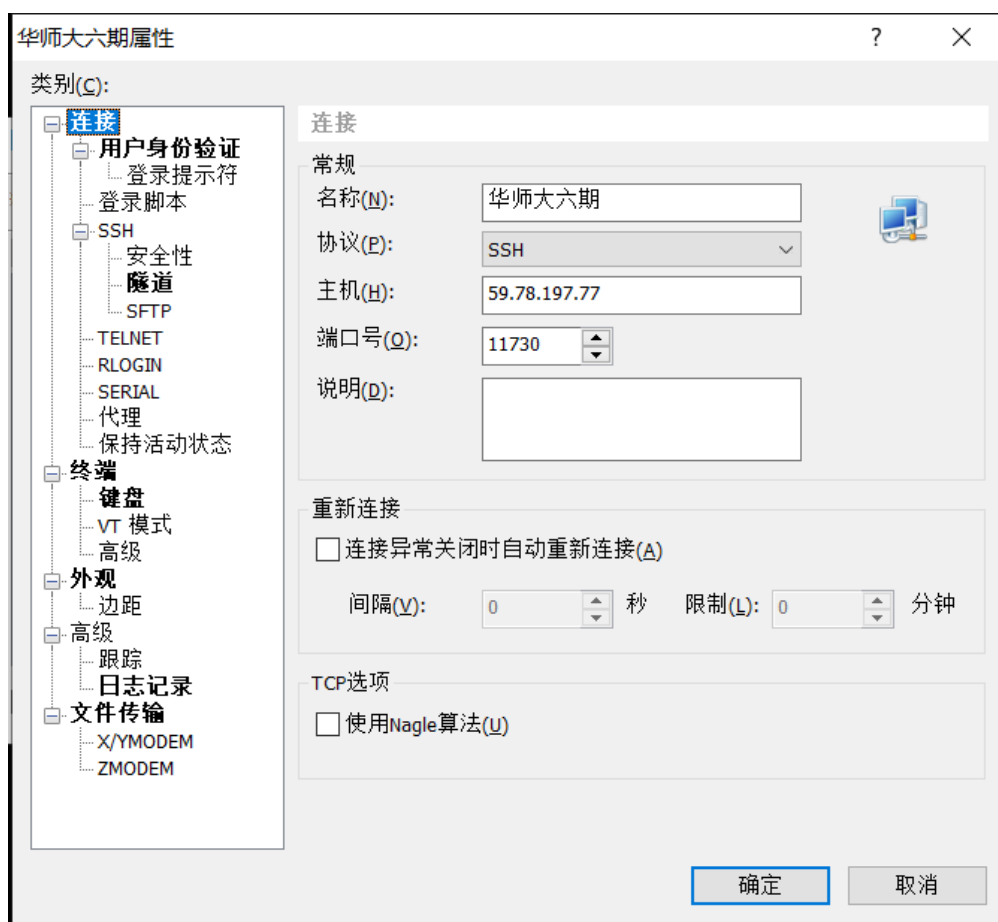 华师大六期属性
类别(C):
连接
用户身份验证
登录提示符
登录脚本
SSH
安全性
隧道
SFTP
TELNET
RLOGIN
SERIAL
代理
保持活动状态
终端
键盘
VT 模式
高级
外观
边距
高级
跟踪
日志记录
文件传输
X/YMODEM
ZMODEM
连接
常规
名称(N): 华师大六期
协议(P): SSH
主机(H): 59.78.197.77
端口号(O): 11730
说明(D):
重新连接
连接异常关闭时自动重新连接(A)
间隔(V): 0 秒 限制(L): 0 分钟
TCP选项
使用Nagle算法(U)
确定 取消